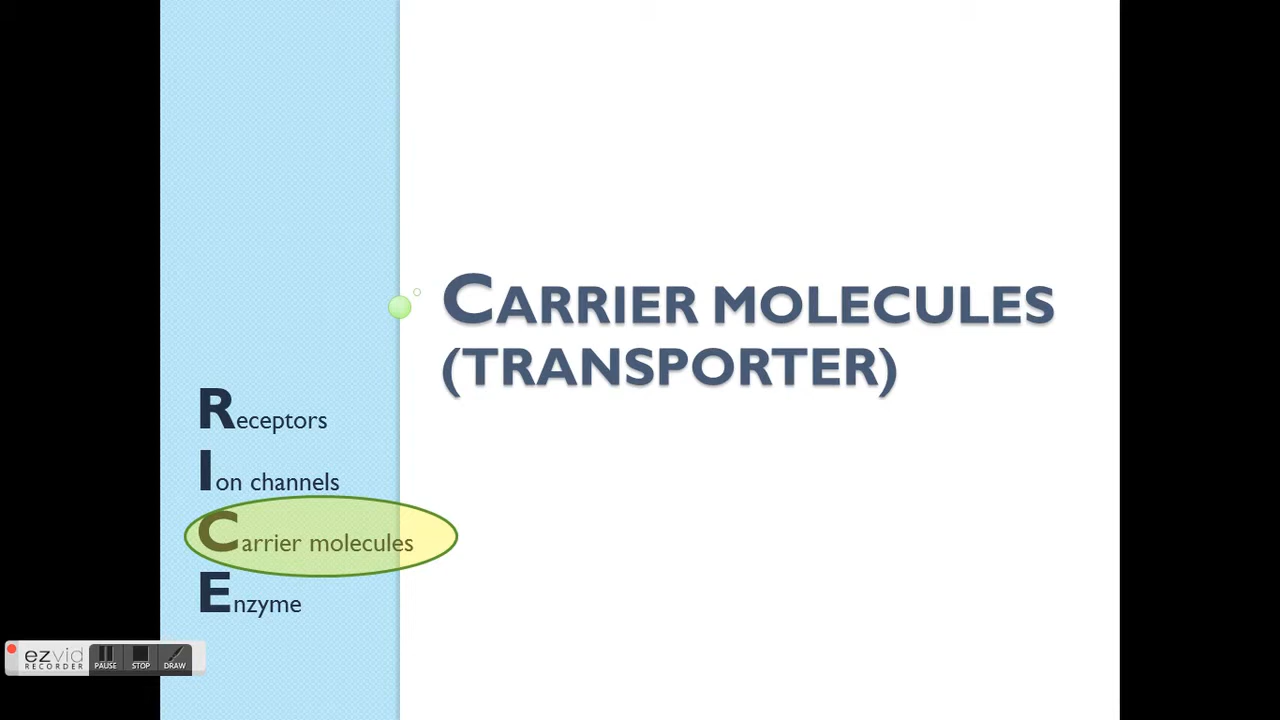 CARRIER MOLECULES
(TRANSPORTER)
Receptors
Ion channels
Carrier molecules
Enzyme
ezvid
RECORDER
PAUSE
STOP
DRAW